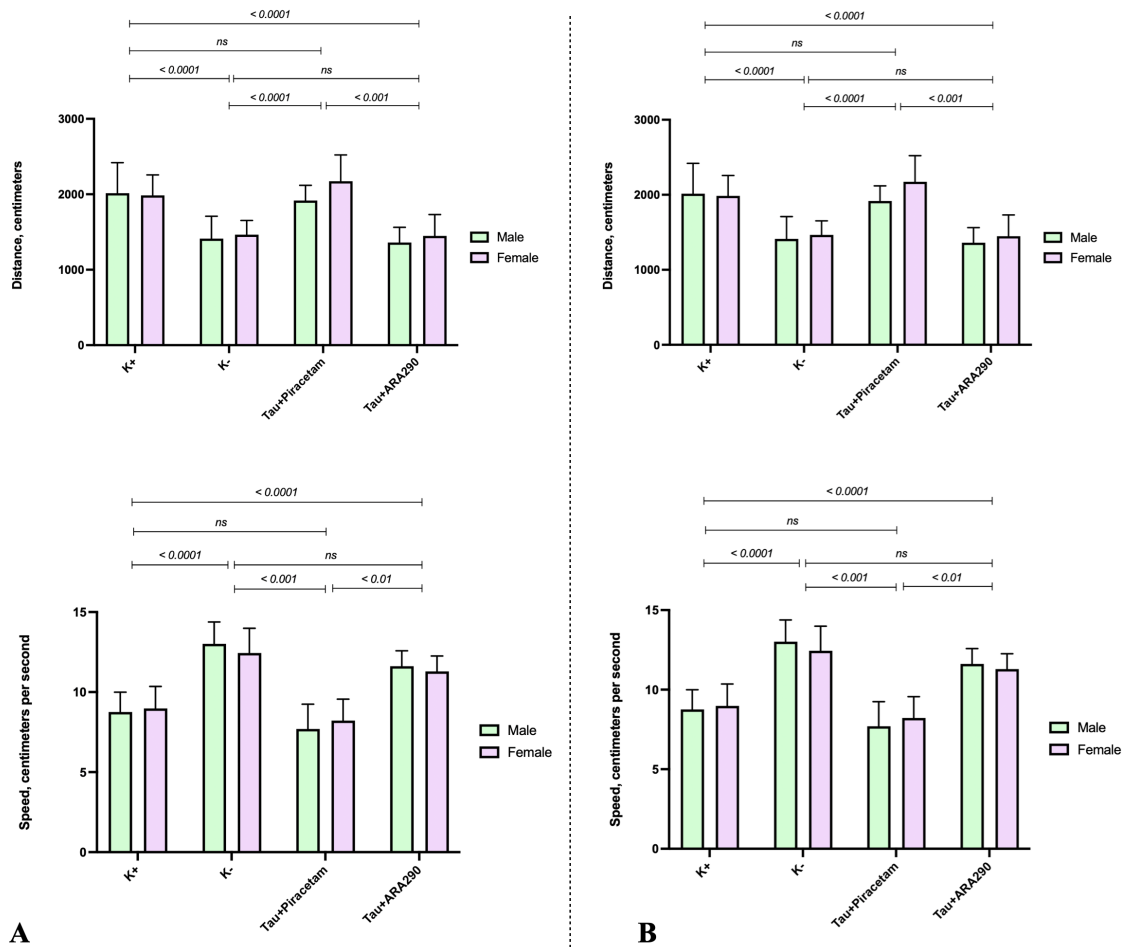 < 0.0001
ns
< 0.0001
ns
< 0.0001
< 0.001
3000
2000
1000
0
Distance, centimeters
Male
Female
K+
K-
Tau+Piracetam
Tau+ARA290
< 0.0001
ns
< 0.0001
ns
< 0.001
< 0.01
15
10
5
0
Speed, centimeters per second
Male
Female
K+
K-
Tau+Piracetam
Tau+ARA290
A
< 0.0001
ns
< 0.0001
ns
< 0.0001
< 0.001
3000
2000
1000
0
Distance, centimeters
Male
Female
K+
K-
Tau+Piracetam
Tau+ARA290
< 0.0001
ns
< 0.0001
ns
< 0.001
< 0.01
15
10
5
0
Speed, centimeters per second
Male
Female
K+
K-
Tau+Piracetam
Tau+ARA290
B